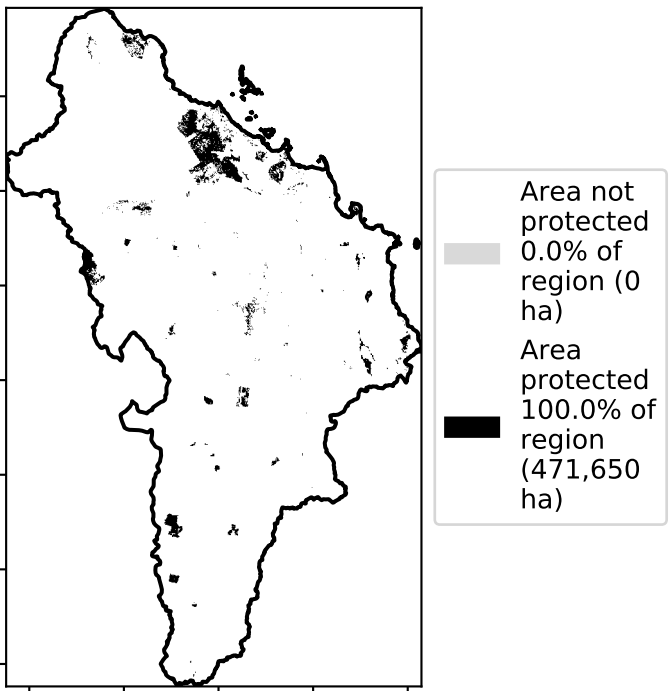 Area not
protected
0.0% of
region (0
ha)
Area
protected
100.0% of
region
(471,650
ha)